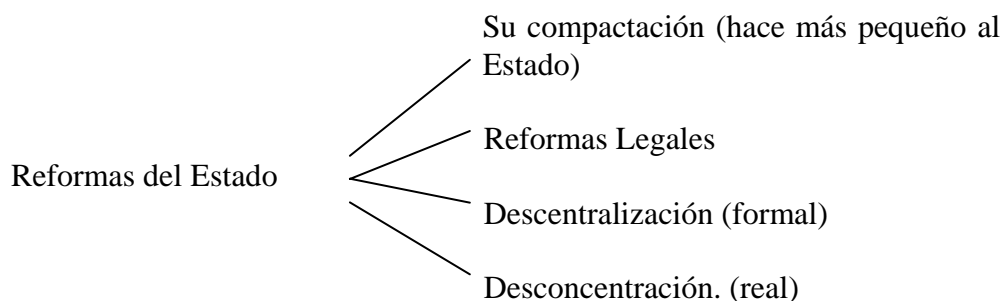 Su compactación (hace más pequeño al
Estado)
Reformas Legales
Reformas del Estado
Descentralización (formal)
Desconcentración. (real)